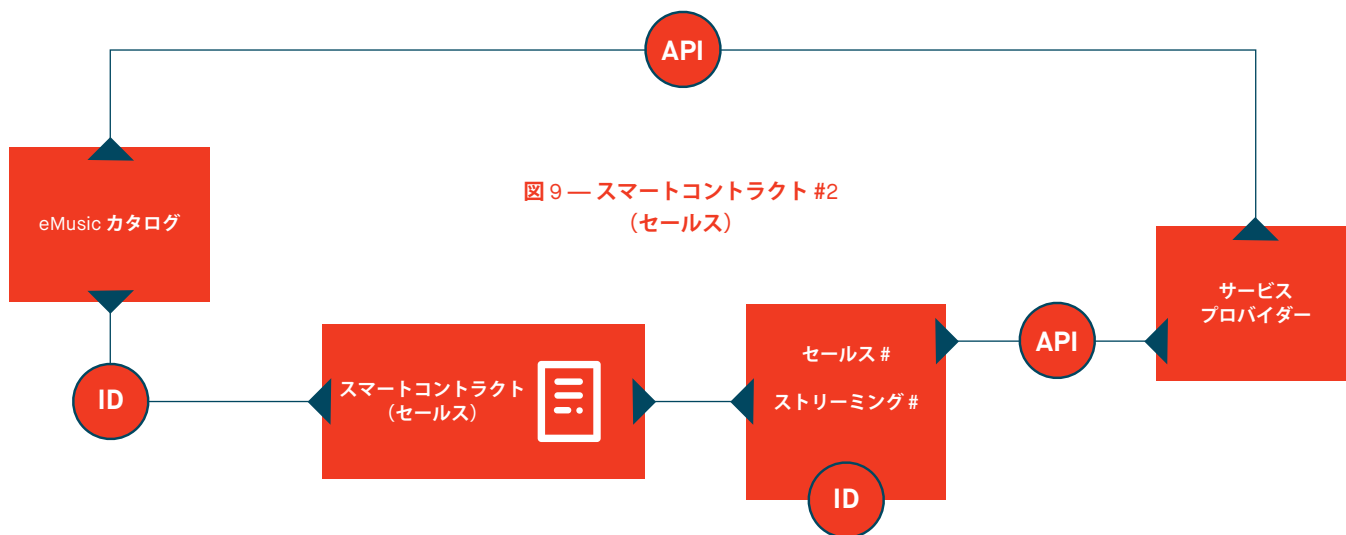 API
図 9 — スマートコントラクト #2
（セールス）
eMusic カタログ
サービス
プロバイダー
API
セールス #
ストリーミング #
ID
スマートコントラクト
（セールス）
ID